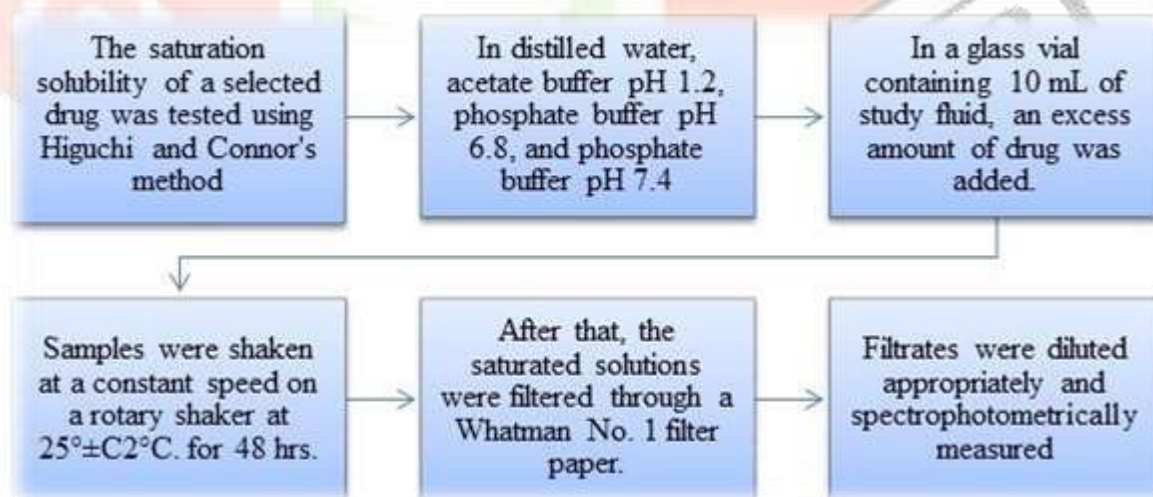 The saturation
solubility of a selected
drug was tested using
Higuchi and Connor's
method
In distilled water,
acetate buffer pH 1.2,
phosphate buffer pH
6.8, and phosphate
buffer pH 7.4
In a glass vial
containing 10 mL of
study fluid, an excess
amount of drug was
added.
Samples were shaken
at a constant speed on
a rotary shaker at
25°±C2°C. for 48 hrs.
After that, the
saturated solutions
were filtered through a
Whatman No. 1 filter
paper.
Filtrates were diluted
appropriately and
spectrophotometrically
measured